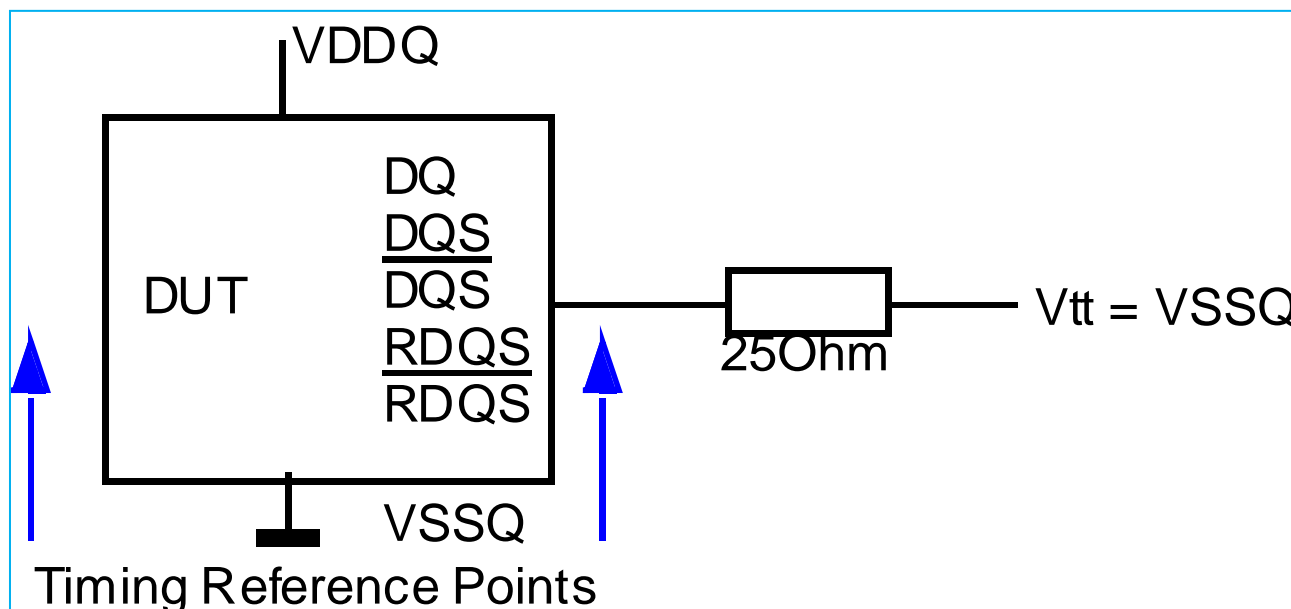 VDDQ
DQ
DQS
DQS
DUT
RDQS
RDQS
Vtt = VSSQ
25Ohm
VSSQ
Timing Reference Points